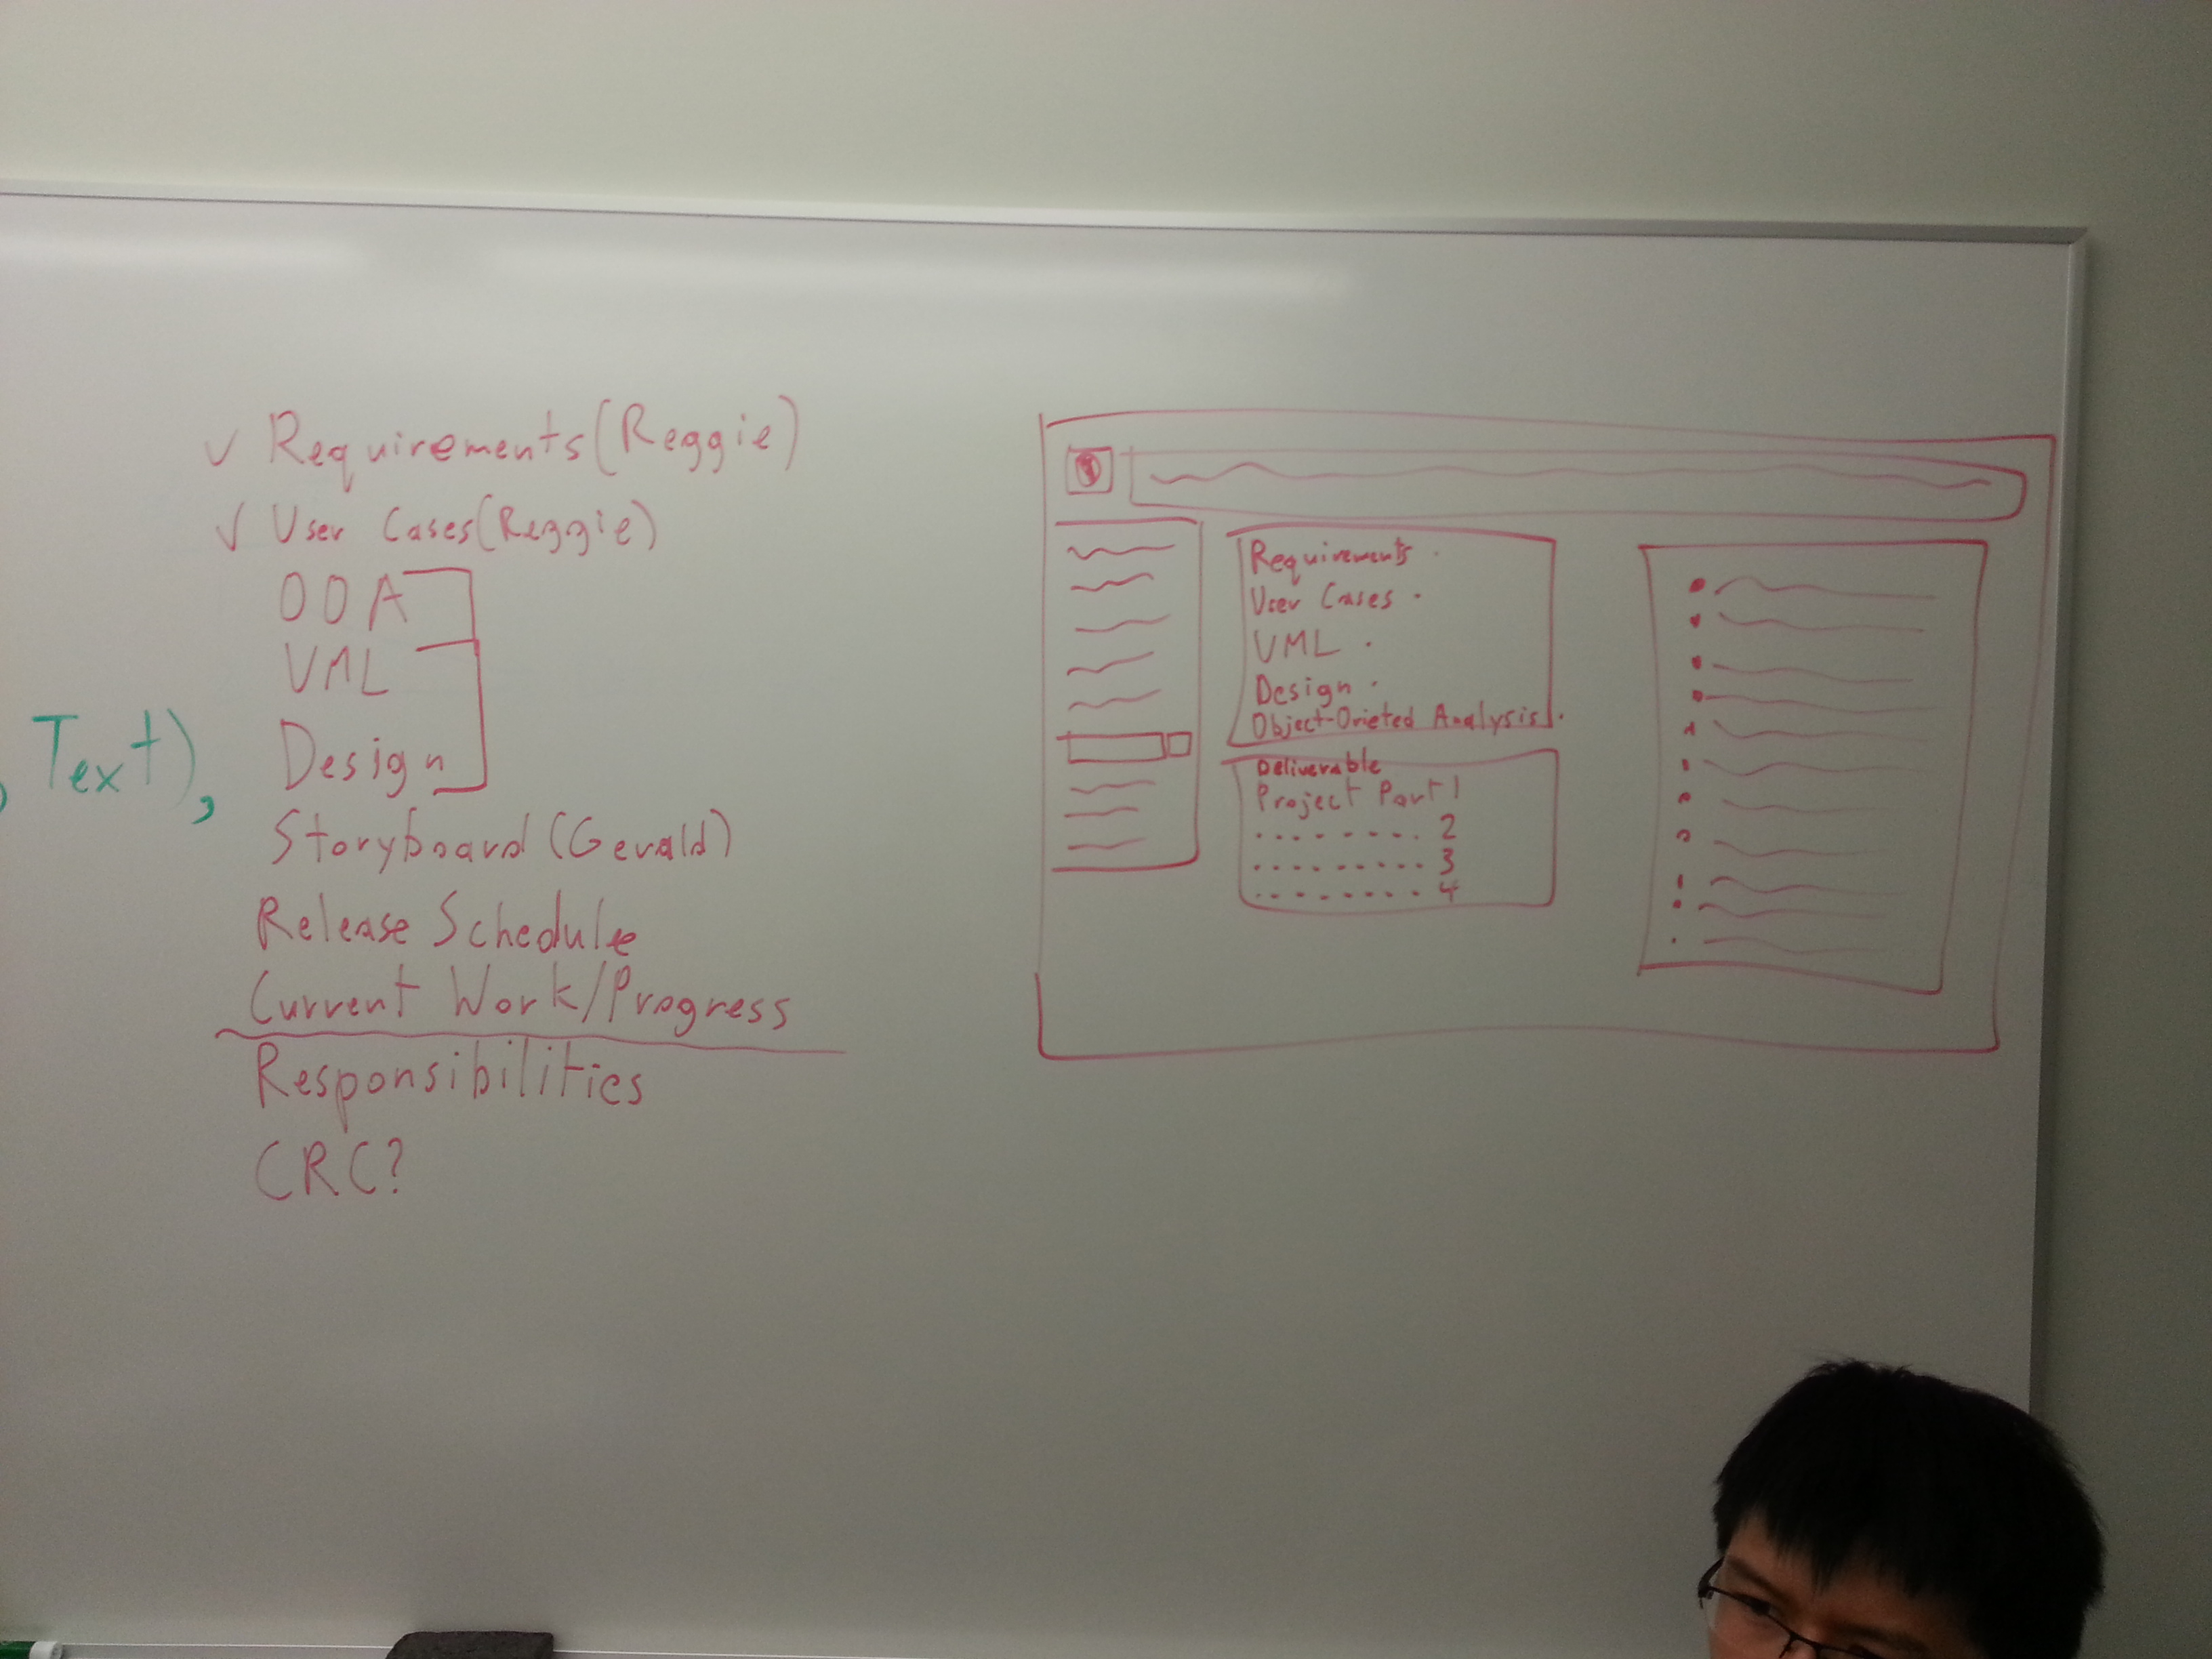 ✓ Requirements (Reggie)
✓ User Cases (Reggie)
OOA
UML
Design
Text),
Storyboard (Gerald)
Release Schedule
Current Work/Progress
Responsibilities
CRC?
Requirements
User Cases
UML
Design
Object-Orieted Analysis
Deliverable
Project Part 1
......... 2
.......... 3
......... 4